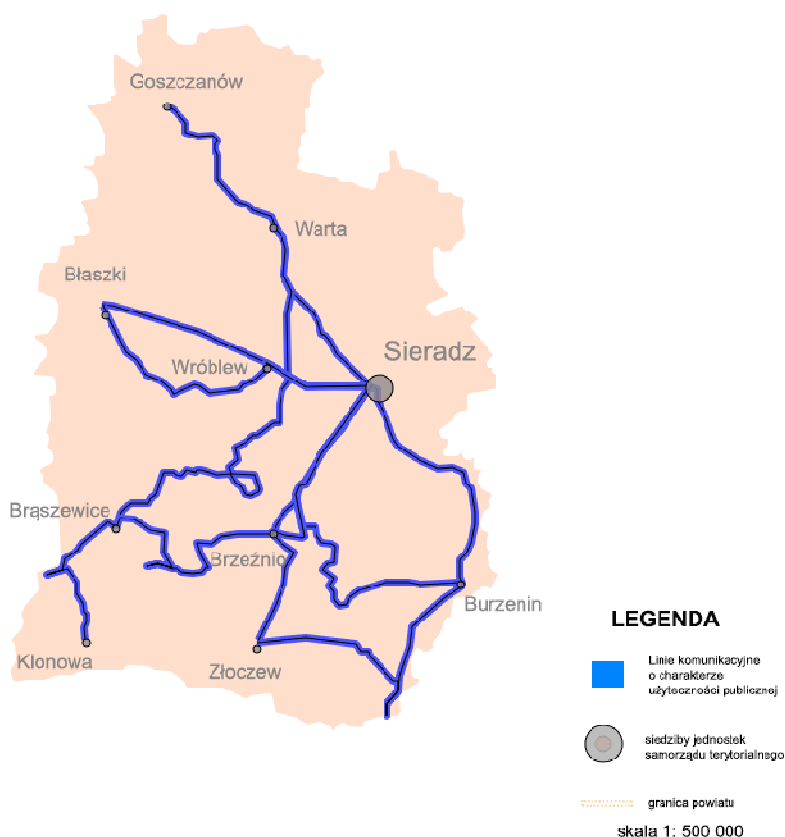 Goszczanów
Warta
Błaszki
Sieradz
Wróblew
Brąszewice
Brzeźnio
Burzenin
Klonowa
Złoczew
LEGENDA
Linie komunikacyjne
o charakterze
użyteczności publicznej
siedziby jednostek
samorządu terytorialnego
granica powiatu
skala 1: 500 000